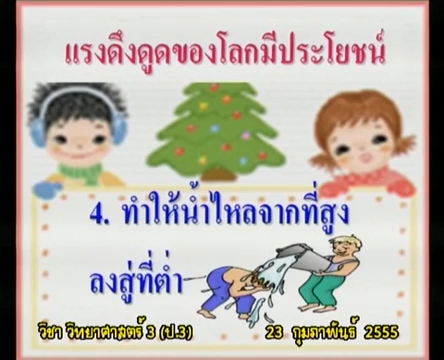 แรงดึงดูดของโลกมีประโยชน์
4. ทำให้น้ำไหลจากที่สูง
ลงสู่ที่ต่ำ
วิชา วิทยาศาสตร์ 3 (ป.3) 23 กุมภาพันธ์ 2555